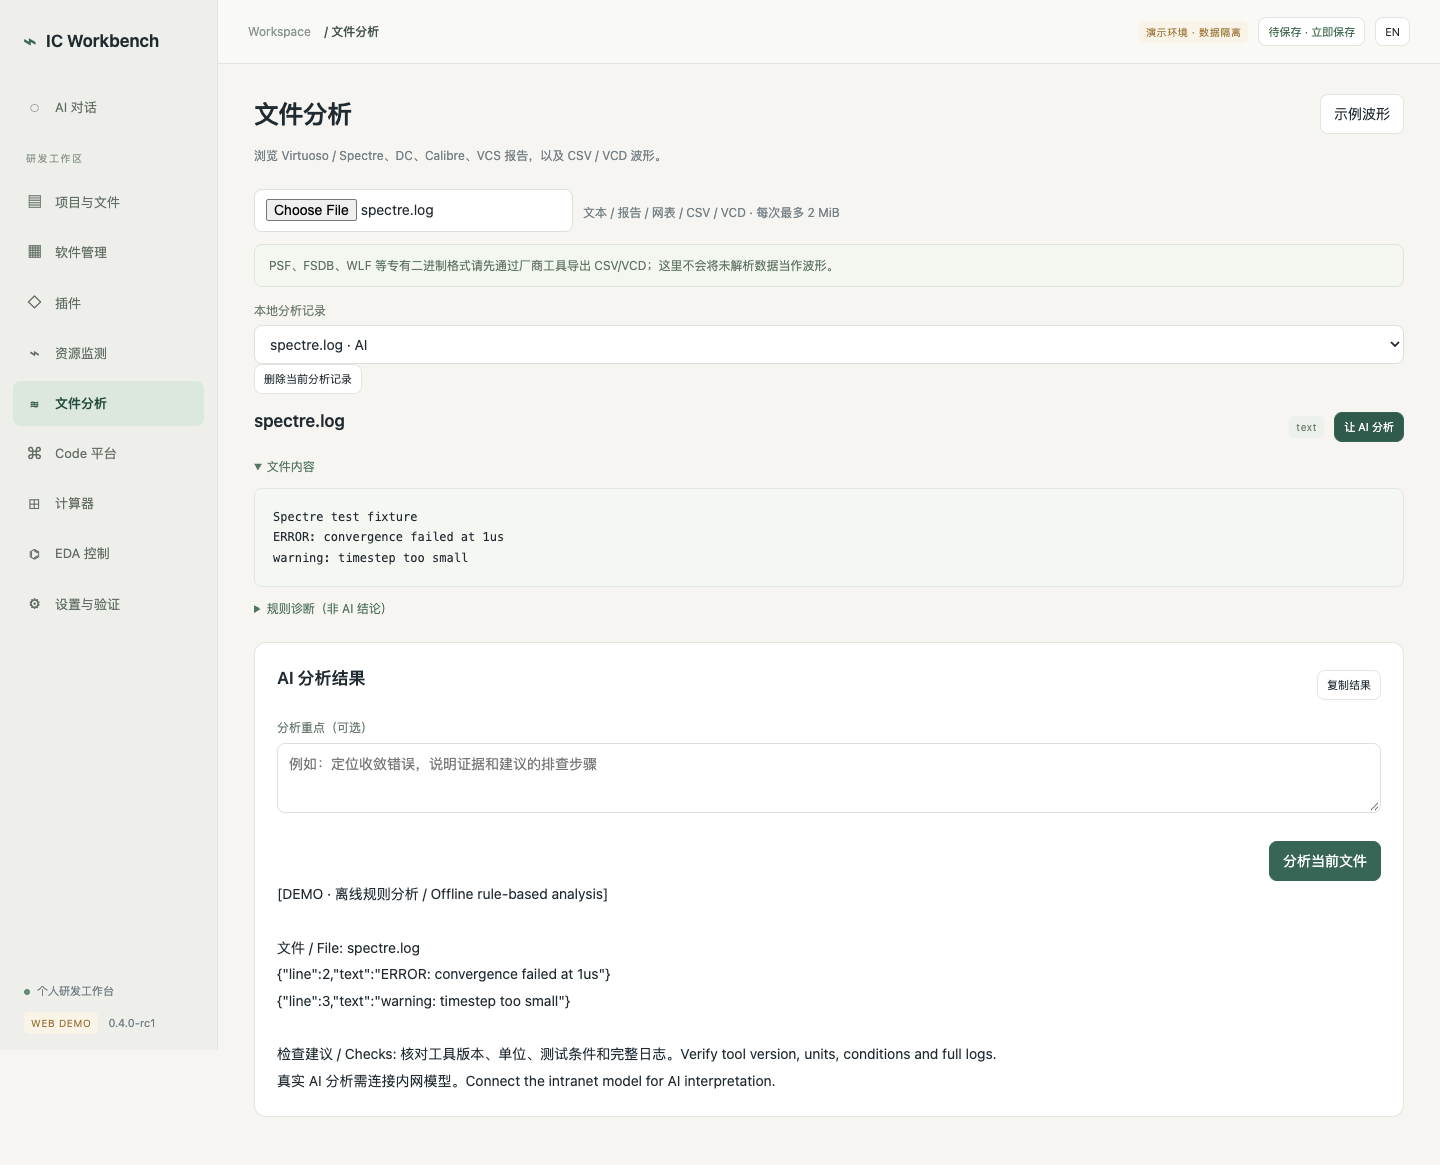 IC Workbench
AI 对话
研发工作区
项目与文件
软件管理
插件
资源监测
文件分析
Code 平台
计算器
EDA 控制
设置与验证
个人研发工作台
WEB DEMO 0.4.0-rc1
Workspace / 文件分析
演示环境 · 数据隔离
待保存 · 立即保存
EN
文件分析
示例波形
浏览 Virtuoso / Spectre、DC、Calibre、VCS 报告，以及 CSV / VCD 波形。
Choose File spectre.log
文本 / 报告 / 网表 / CSV / VCD · 每次最多 2 MiB
PSF、FSDB、WLF 等专有二进制格式请先通过厂商工具导出 CSV/VCD；这里不会将未解析数据当作波形。
本地分析记录
spectre.log · AI
删除当前分析记录
spectre.log
text
让 AI 分析
文件内容
Spectre test fixture
ERROR: convergence failed at 1us
warning: timestep too small
规则诊断（非 AI 结论）
AI 分析结果
复制结果
分析重点（可选）
例如：定位收敛错误，说明证据和建议的排查步骤
分析当前文件
[DEMO · 离线规则分析 / Offline rule-based analysis]
文件 / File: spectre.log
{"line":2,"text":"ERROR: convergence failed at 1us"}
{"line":3,"text":"warning: timestep too small"}
检查建议 / Checks: 核对工具版本、单位、测试条件和完整日志。Verify tool version, units, conditions and full logs.
真实 AI 分析需连接内网模型。Connect the intranet model for AI interpretation.